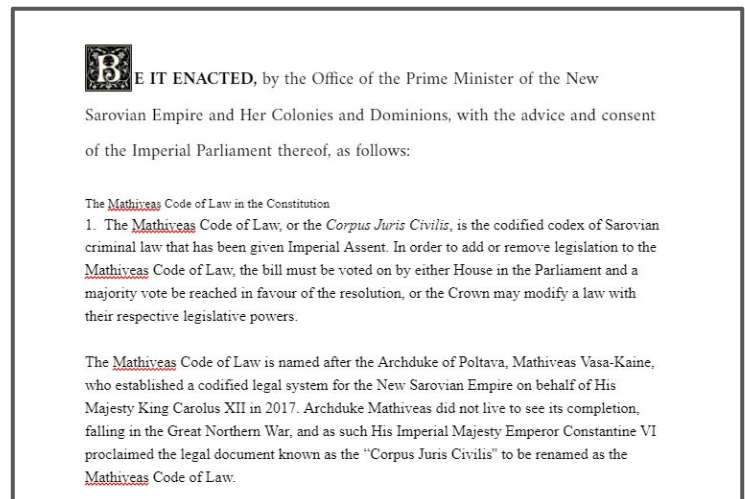 BE IT ENACTED, by the Office of the Prime Minister of the New
Sarovian Empire and Her Colonies and Dominions, with the advice and consent
of the Imperial Parliament thereof, as follows:
The Mathiveas Code of Law in the Constitution
1. The Mathiveas Code of Law, or the Corpus Juris Civilis, is the codified codex of Sarovian
criminal law that has been given Imperial Assent. In order to add or remove legislation to the
Mathiveas Code of Law, the bill must be voted on by either House in the Parliament and a
majority vote be reached in favour of the resolution, or the Crown may modify a law with
their respective legislative powers.
The Mathiveas Code of Law is named after the Archduke of Poltava, Mathiveas Vasa-Kaine,
who established a codified legal system for the New Sarovian Empire on behalf of His
Majesty King Carolus XII in 2017. Archduke Mathiveas did not live to see its completion,
falling in the Great Northern War, and as such His Imperial Majesty Emperor Constantine VI
proclaimed the legal document known as the “Corpus Juris Civilis” to be renamed as the
Mathiveas Code of Law.